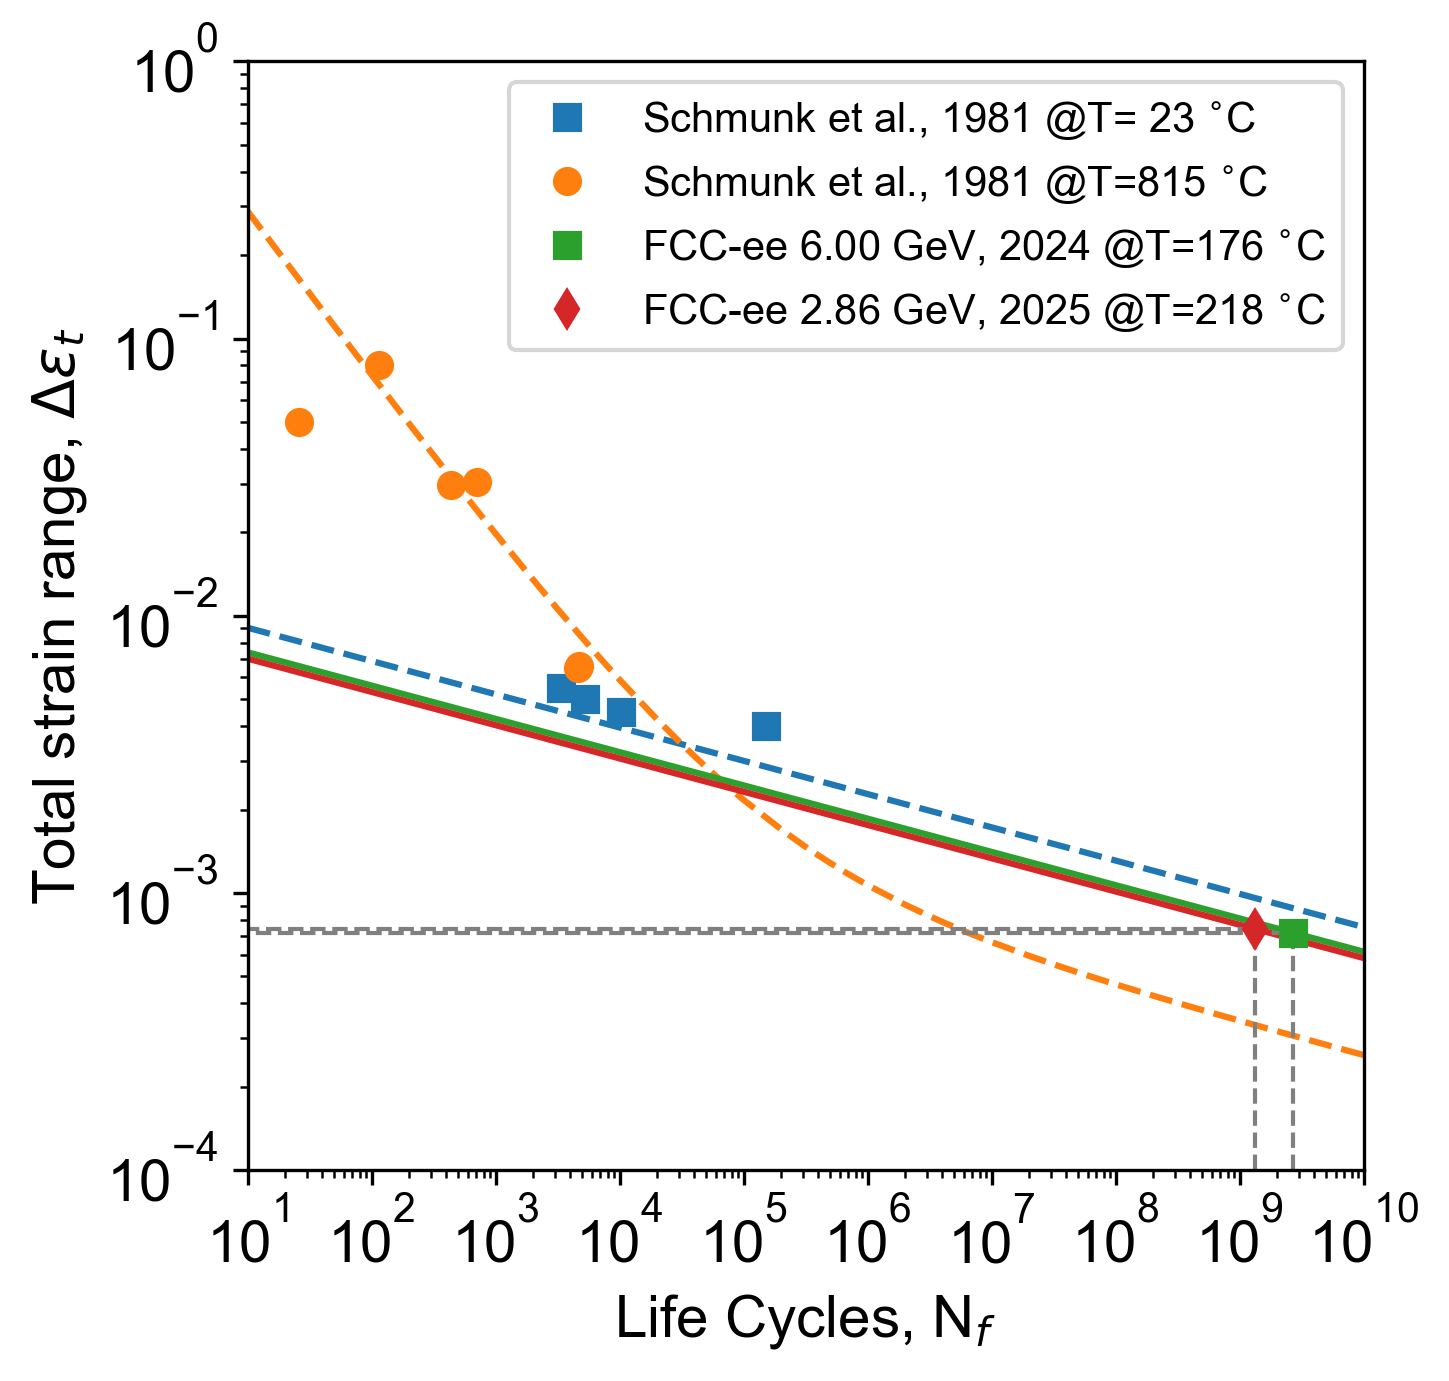 10^0
10^−1
10^−2
10^−3
10^−4
Total strain range, Δε_t
Schmunk et al., 1981 @T= 23 °C
Schmunk et al., 1981 @T=815 °C
FCC-ee 6.00 GeV, 2024 @T=176 °C
FCC-ee 2.86 GeV, 2025 @T=218 °C
10^1 10^2 10^3 10^4 10^5 10^6 10^7 10^8 10^9 10^10
Life Cycles, N_f